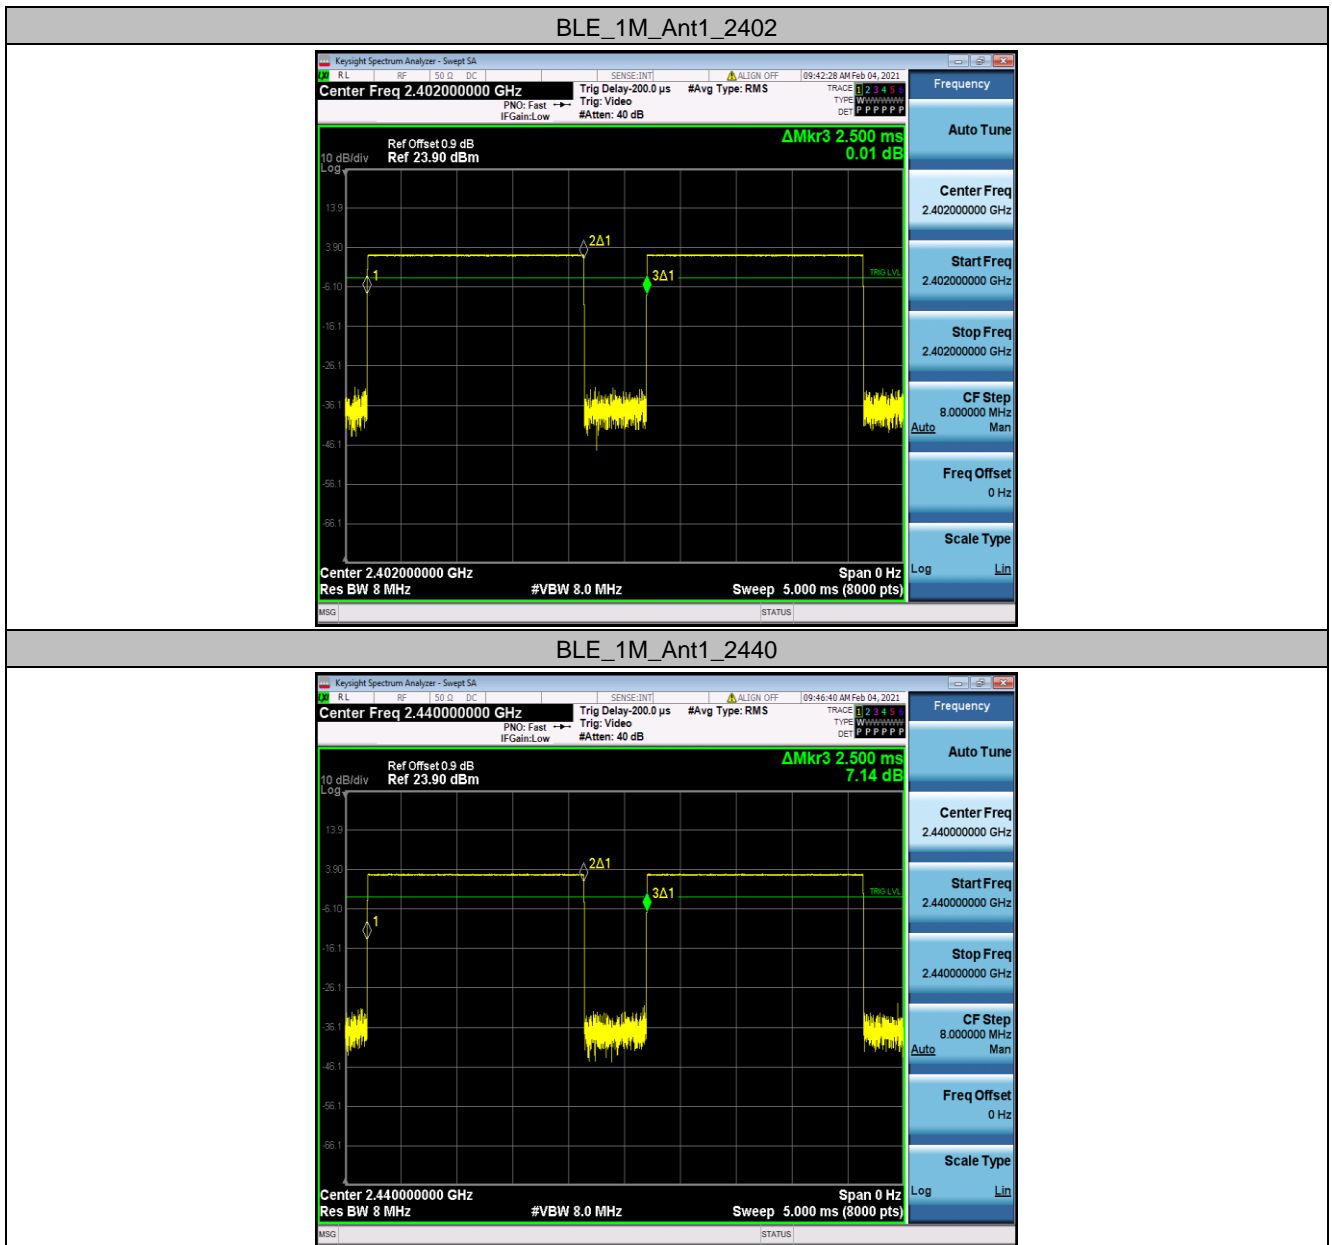 BLE_1M_Ant1_2402
Keysight Spectrum Analyzer - Swept SA
RL RF 50 Ω DC SENSE:INT ALIGN OFF 09:42:28 AM Feb 04, 2021
Center Freq 2.402000000 GHz Trig Delay-200.0 µs #Avg Type: RMS TRACE 1 2 3 4 5 6
PNO: Fast Trig: Video TYPE WWWWWW
IFGain:Low #Atten: 40 dB DET P P P P P P
Frequency
Auto Tune
ΔMkr3 2.500 ms
0.01 dB
Ref Offset 0.9 dB
10 dB/div Ref 23.90 dBm
Log
13.9
3.90
-6.10
-16.1
-26.1
-36.1
-46.1
-56.1
-66.1
1
2Δ1
3Δ1
TRIG LVL
Center Freq
2.402000000 GHz
Start Freq
2.402000000 GHz
Stop Freq
2.402000000 GHz
CF Step
8.000000 MHz
Auto Man
Freq Offset
0 Hz
Scale Type
Log Lin
Center 2.402000000 GHz Span 0 Hz
Res BW 8 MHz #VBW 8.0 MHz Sweep 5.000 ms (8000 pts)
MSG STATUS
BLE_1M_Ant1_2440
Keysight Spectrum Analyzer - Swept SA
RL RF 50 Ω DC SENSE:INT ALIGN OFF 09:46:40 AM Feb 04, 2021
Center Freq 2.440000000 GHz Trig Delay-200.0 µs #Avg Type: RMS TRACE 1 2 3 4 5 6
PNO: Fast Trig: Video TYPE WWWWWW
IFGain:Low #Atten: 40 dB DET P P P P P P
Frequency
Auto Tune
ΔMkr3 2.500 ms
7.14 dB
Ref Offset 0.9 dB
10 dB/div Ref 23.90 dBm
Log
13.9
3.90
-6.10
-16.1
-26.1
-36.1
-46.1
-56.1
-66.1
1
2Δ1
3Δ1
TRIG LVL
Center Freq
2.440000000 GHz
Start Freq
2.440000000 GHz
Stop Freq
2.440000000 GHz
CF Step
8.000000 MHz
Auto Man
Freq Offset
0 Hz
Scale Type
Log Lin
Center 2.440000000 GHz Span 0 Hz
Res BW 8 MHz #VBW 8.0 MHz Sweep 5.000 ms (8000 pts)
MSG STATUS